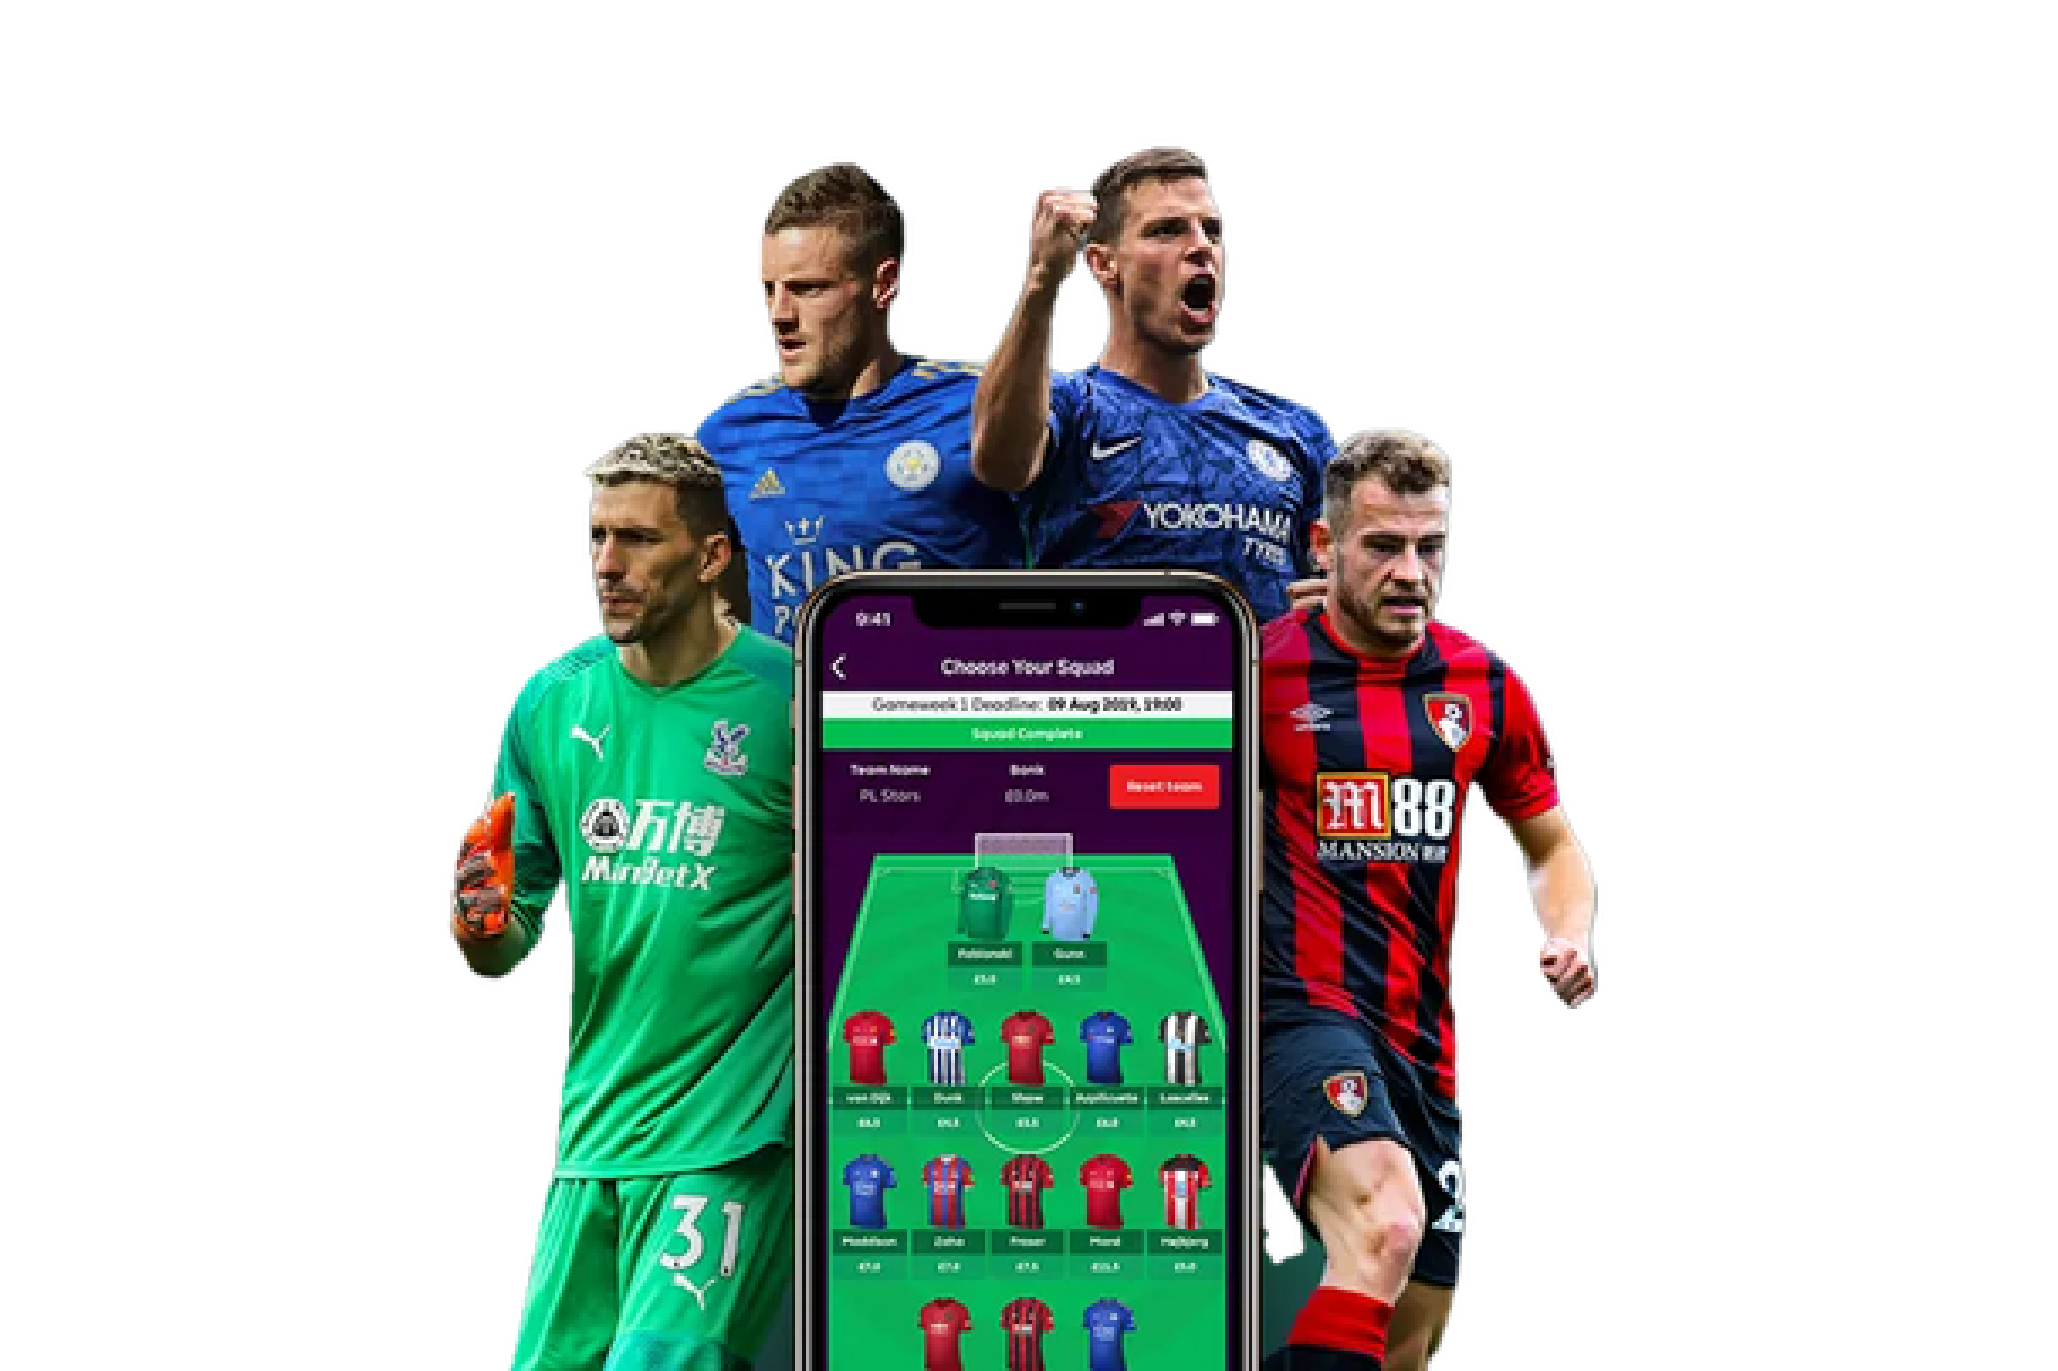 YOKOHAMA
TYRES
KING
9:41
Choose Your Squad
Gameweek 1 Deadline: 09 Aug 2019, 19:00
Squad Complete
Team Name
Bank
Reset team
PL Stars
£0.0m
万博
ManBetX
M88
MANSION
Fabianski
Gunn
£5.0
£4.5
van Dijk
Dunk
Shaw
Azpilicueta
Lascelles
£6.5
£4.5
£5.5
£6.0
£4.5
31
2
Maddison
Zaha
Fraser
Mané
Højbjerg
£7.0
£7.0
£7.5
£11.5
£5.0